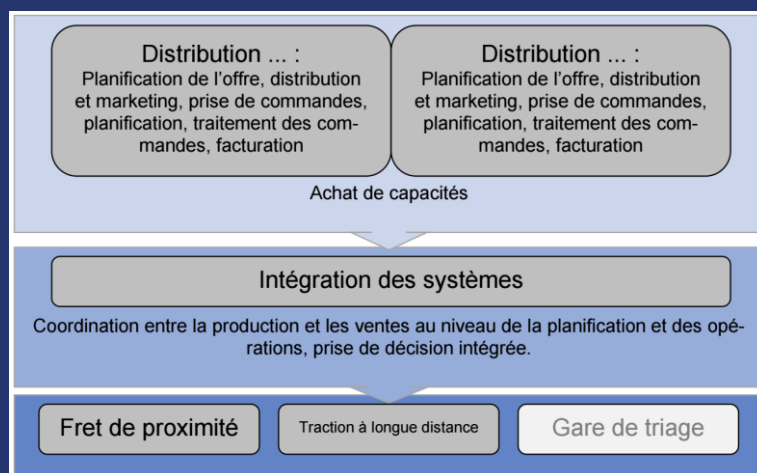 Distribution ... :
Planification de l'offre, distribution
et marketing, prise de commandes,
planification, traitement des com-
mandes, facturation
Distribution ... :
Planification de l'offre, distribution
et marketing, prise de commandes,
planification, traitement des com-
mandes, facturation
Achat de capacités
Intégration des systèmes
Coordination entre la production et les ventes au niveau de la planification et des opé-
rations, prise de décision intégrée.
Fret de proximité
Traction à longue distance
Gare de triage